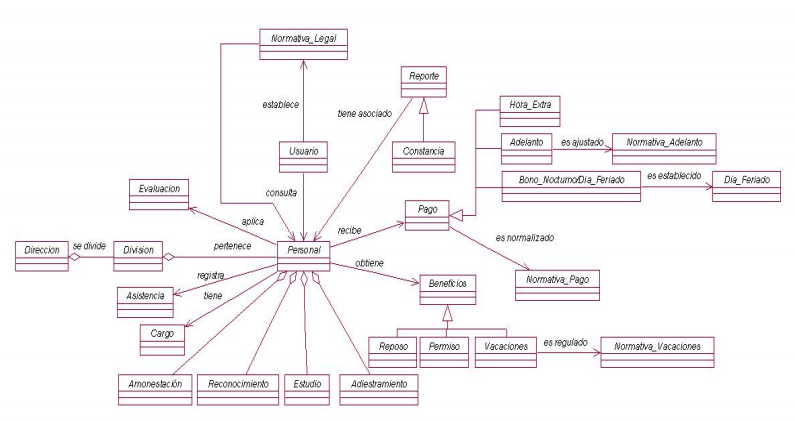 Normativa_Legal
Reporte
establece
Hora_Extra
tiene asociado
Usuario
Constancia
Adelanto
es ajustado
Normativa_Adelanto
Evaluacion
consulta
Bono_Nocturno/Dia_Feriado
es establecido
Dia_Feriado
aplica
Pago
recibe
es normalizado
Direccion
se divide
Division
pertenece
Personal
obtiene
registra
tiene
Beneficios
Normativa_Pago
Asistencia
Cargo
Reposo
Permiso
Vacaciones
es regulado
Normativa_Vacaciones
Amonestación
Reconocimiento
Estudio
Adiestramiento